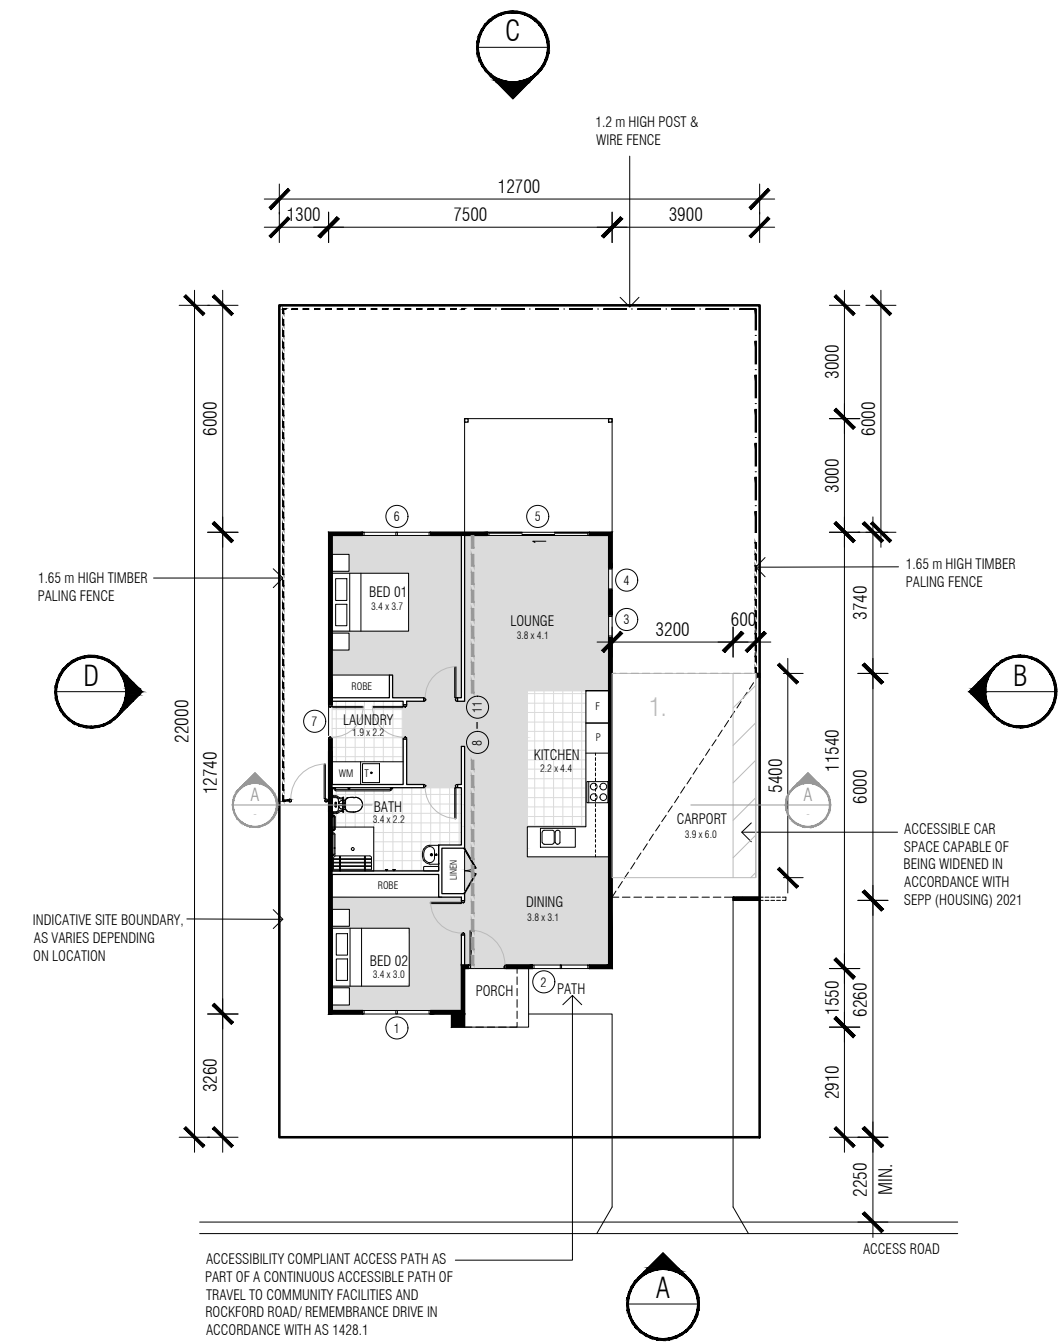 C
1.2 m HIGH POST &
WIRE FENCE
12700
1300
7500
3900
3000
6000
6000
3000
6
5
1.65 m HIGH TIMBER
PALING FENCE
1.65 m HIGH TIMBER
PALING FENCE
4
BED 01
3.4 x 3.7
LOUNGE
3.8 x 4.1
3
600
3200
3740
D
B
ROBE
7
LAUNDRY
1.9 x 2.2
11
-
8
F
P
1.
22000
12740
11540
5400
6000
KITCHEN
2.2 x 4.4
WM
T
A
-
A
-
BATH
3.4 x 2.2
CARPORT
3.9 x 6.0
ACCESSIBLE CAR
SPACE CAPABLE OF
BEING WIDENED IN
ACCORDANCE WITH
SEPP (HOUSING) 2021
LINEN
ROBE
DINING
3.8 x 3.1
INDICATIVE SITE BOUNDARY,
AS VARIES DEPENDING
ON LOCATION
BED 02
3.4 x 3.0
PORCH
2
PATH
1
1550
6260
3260
2910
2250
MIN.
ACCESS ROAD
ACCESSIBILITY COMPLIANT ACCESS PATH AS
PART OF A CONTINUOUS ACCESSIBLE PATH OF
TRAVEL TO COMMUNITY FACILITIES AND
ROCKFORD ROAD/ REMEMBRANCE DRIVE IN
ACCORDANCE WITH AS 1428.1
A